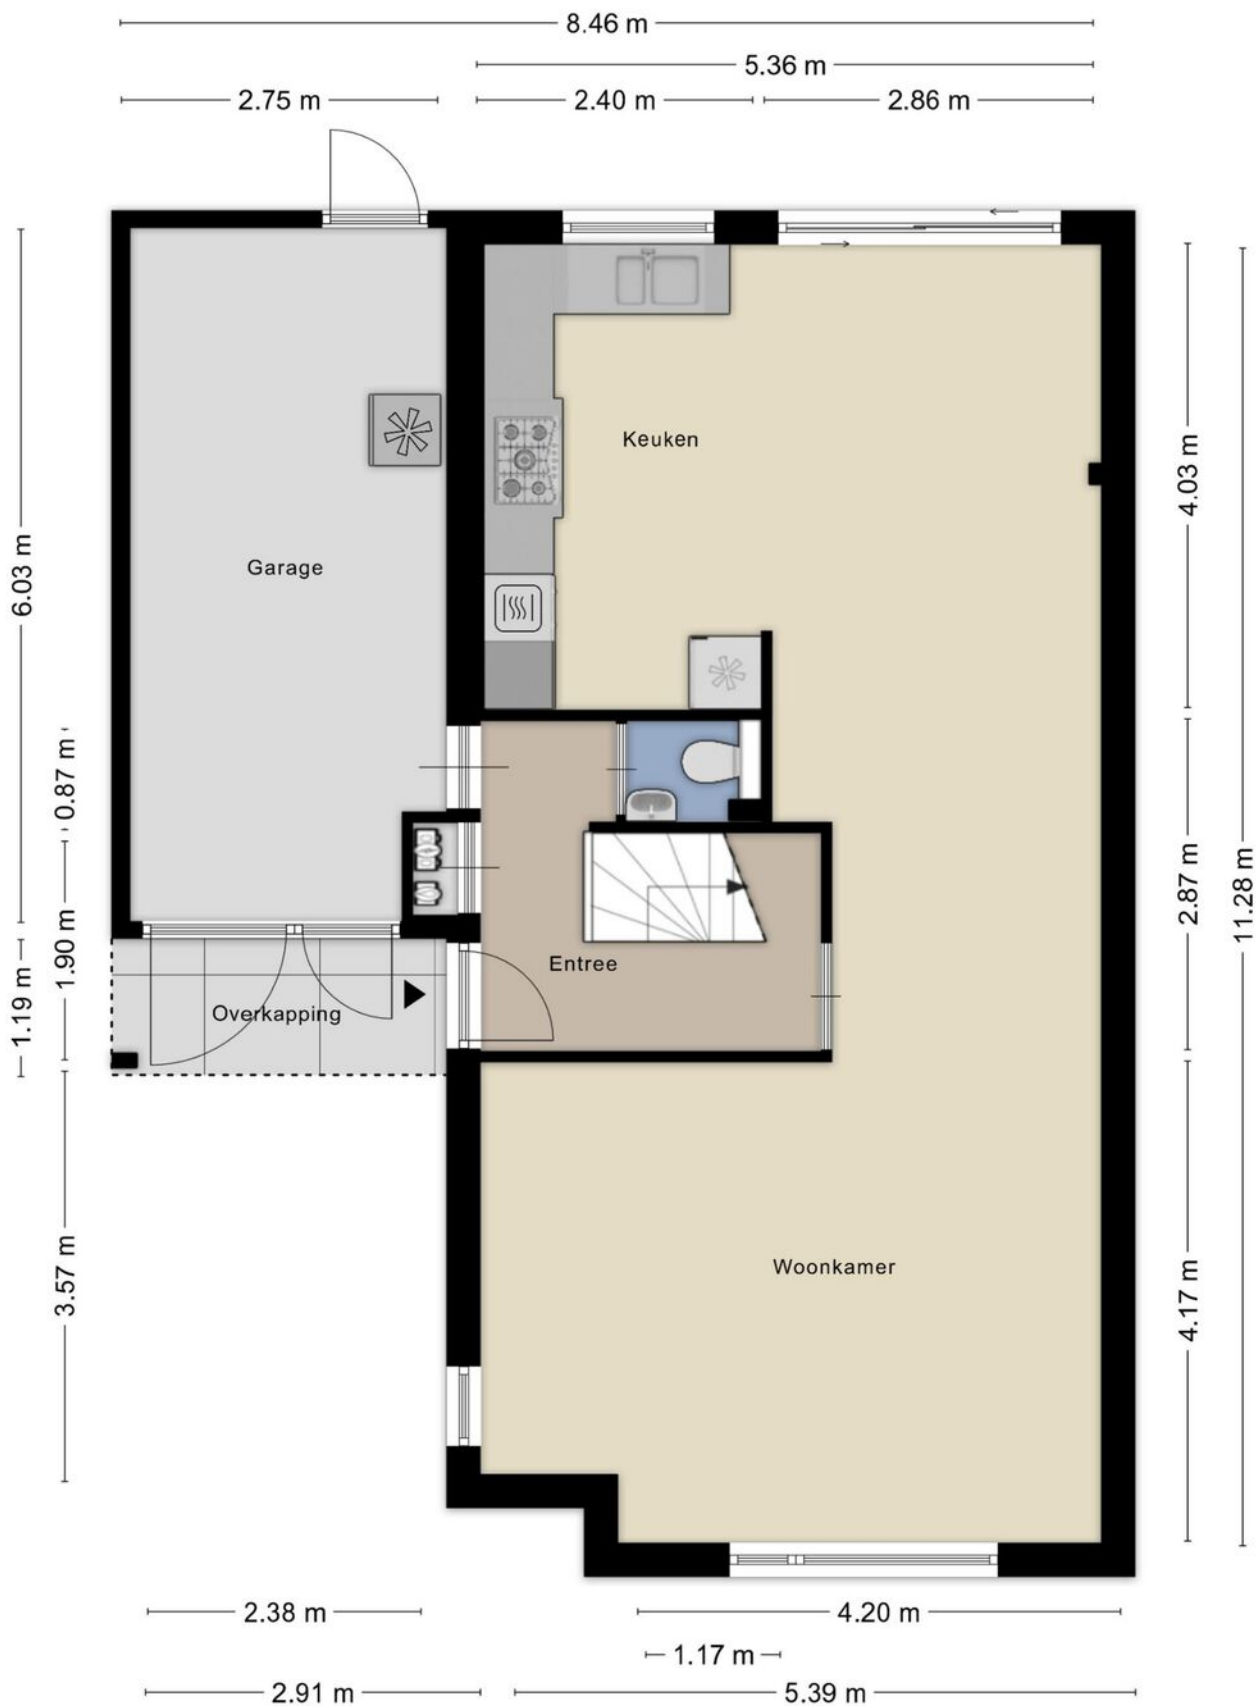 8.46 m
5.36 m
2.75 m
2.40 m
2.86 m
Keuken
4.03 m
Garage
6.03 m
0.87 m
2.87 m
11.28 m
1.90 m
Entree
1.19 m
Overkapping
3.57 m
Woonkamer
4.17 m
2.38 m
4.20 m
1.17 m
2.91 m
5.39 m